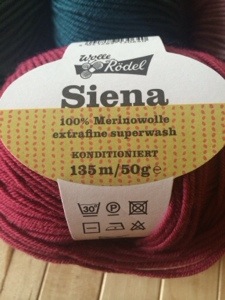 Wolle
Rödel
Siena
100% Merinowolle
extrafine superwash
KONDITIONIERT
135 m/50g e
30
P